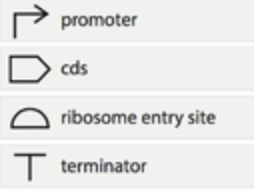 promoter
cds
ribosome entry site
terminator